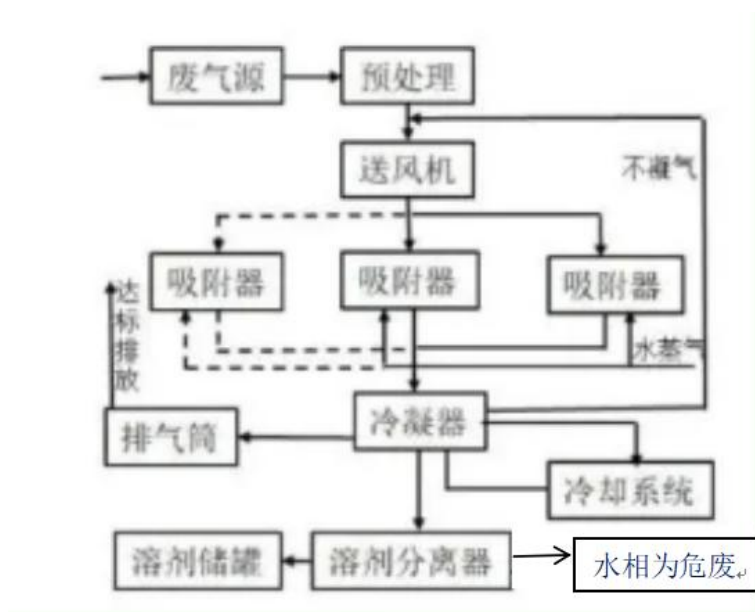 废气源
预处理
送风机
不凝气
吸附器
吸附器
吸附器
达标排放
水蒸气
冷凝器
排气筒
冷却系统
溶剂储罐
溶剂分离器
水相为危废